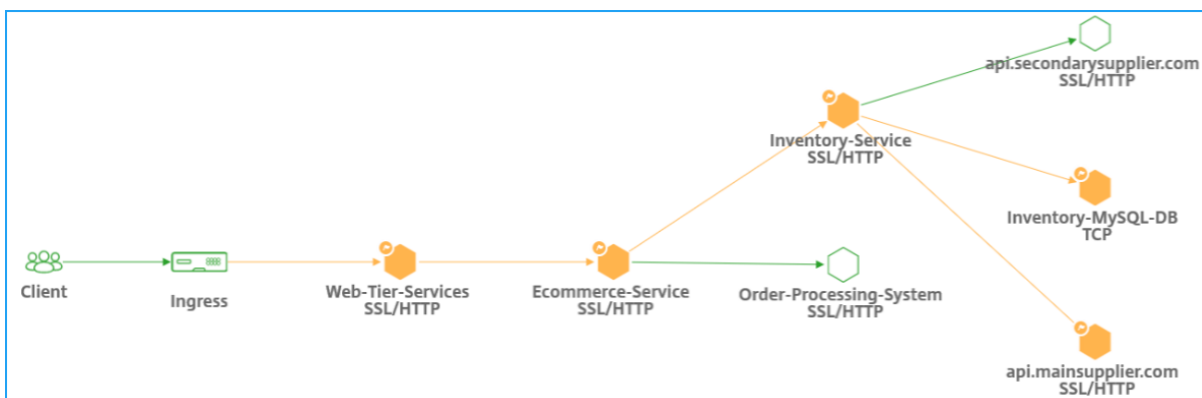 api.secondarysupplier.com
SSL/HTTP
Inventory-Service
SSL/HTTP
Inventory-MySQL-DB
TCP
Client
Ingress
Web-Tier-Services
SSL/HTTP
Ecommerce-Service
SSL/HTTP
Order-Processing-System
SSL/HTTP
api.mainsupplier.com
SSL/HTTP